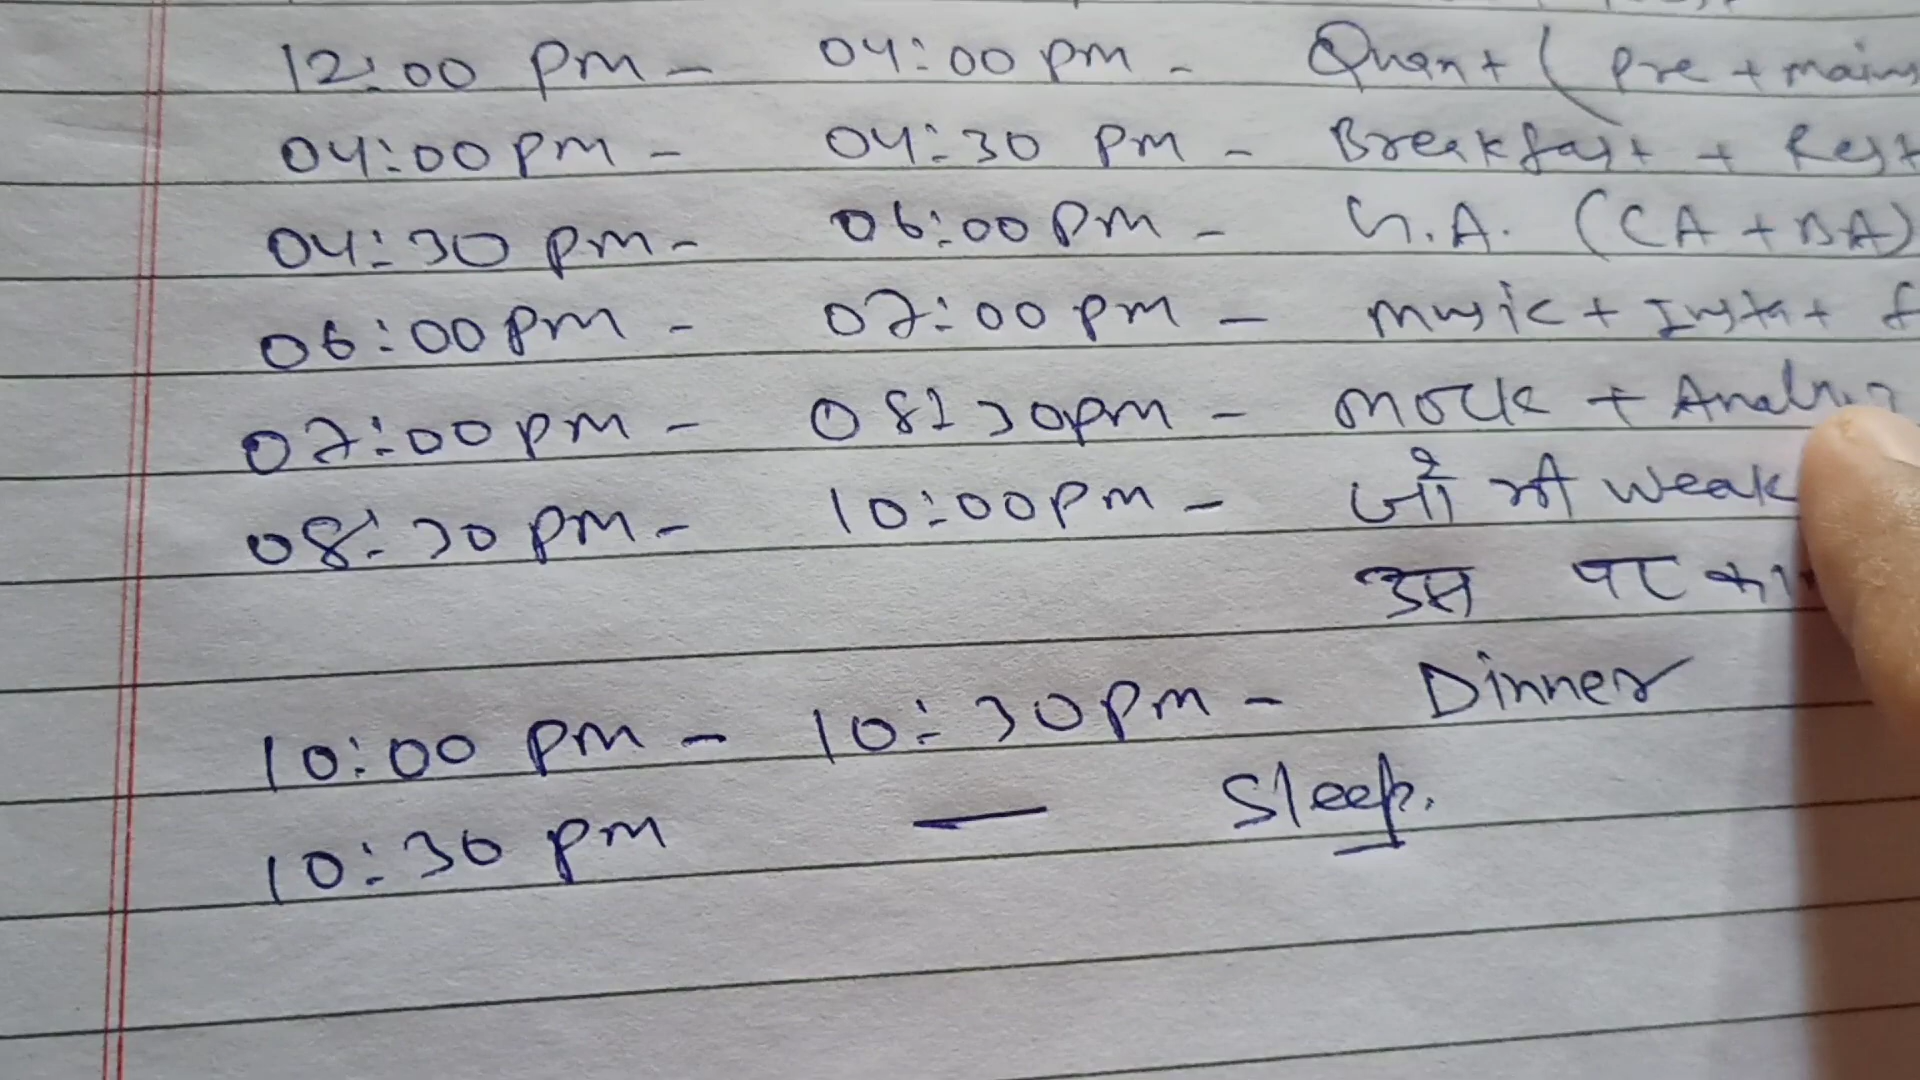 12:00 pm - 04:00 pm - Quant (pre + mains
04:00 pm - 04:30 pm - Breakfast + Rest
04:30 pm - 06:00 pm - G.A. (CA + BA)
06:00 pm - 07:00 pm - music + Insta + f
07:00 pm - 08:30 pm - mock + Analysis
08:30 pm - 10:00 pm - जो भी weak
उस पर
10:00 pm - 10:30 pm - Dinner
10:30 pm — Sleep.